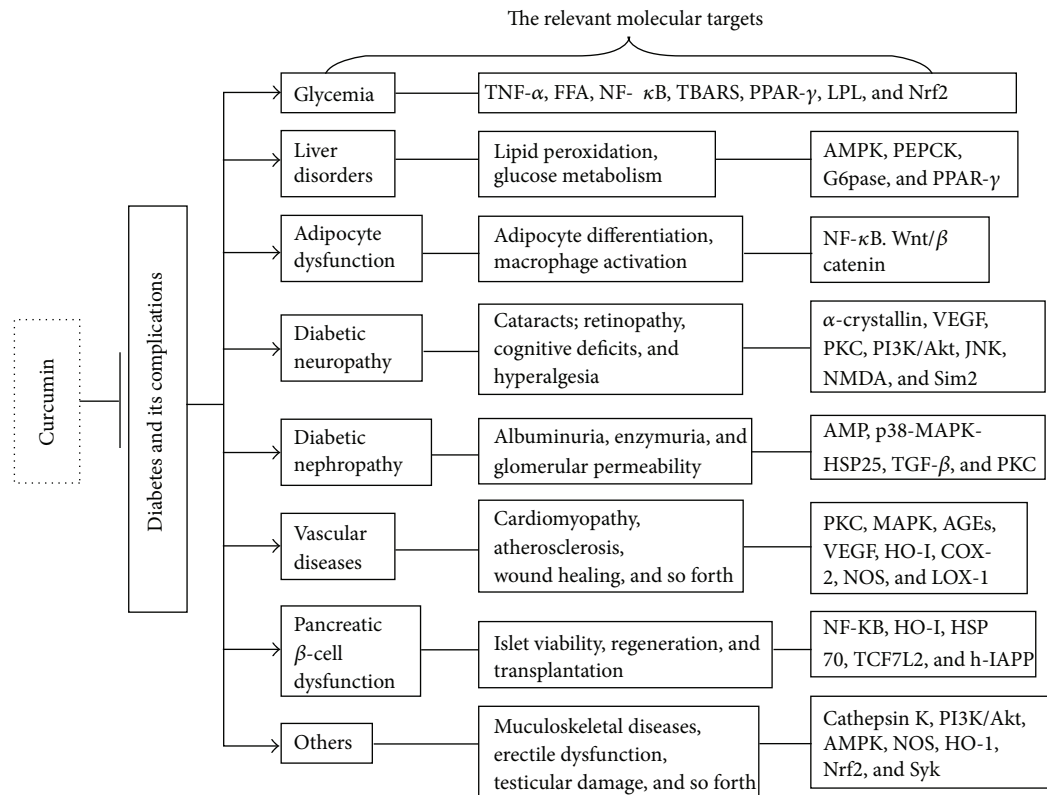 The relevant molecular targets
Curcumin
Diabetes and its complications
Glycemia
TNF-α, FFA, NF- κB, TBARS, PPAR-γ, LPL, and Nrf2
Liver
disorders
Lipid peroxidation,
glucose metabolism
AMPK, PEPCK,
G6pase, and PPAR-γ
Adipocyte
dysfunction
Adipocyte differentiation,
macrophage activation
NF-κB. Wnt/β
catenin
Diabetic
neuropathy
Cataracts; retinopathy,
cognitive deficits, and
hyperalgesia
α-crystallin, VEGF,
PKC, PI3K/Akt, JNK,
NMDA, and Sim2
Diabetic
nephropathy
Albuminuria, enzymuria, and
glomerular permeability
AMP, p38-MAPK-
HSP25, TGF-β, and PKC
Vascular
diseases
Cardiomyopathy,
atherosclerosis,
wound healing, and so forth
PKC, MAPK, AGEs,
VEGF, HO-I, COX-
2, NOS, and LOX-1
Pancreatic
β-cell
dysfunction
Islet viability, regeneration, and
transplantation
NF-KB, HO-I, HSP
70, TCF7L2, and h-IAPP
Others
Muculoskeletal diseases,
erectile dysfunction,
testicular damage, and so forth
Cathepsin K, PI3K/Akt,
AMPK, NOS, HO-1,
Nrf2, and Syk